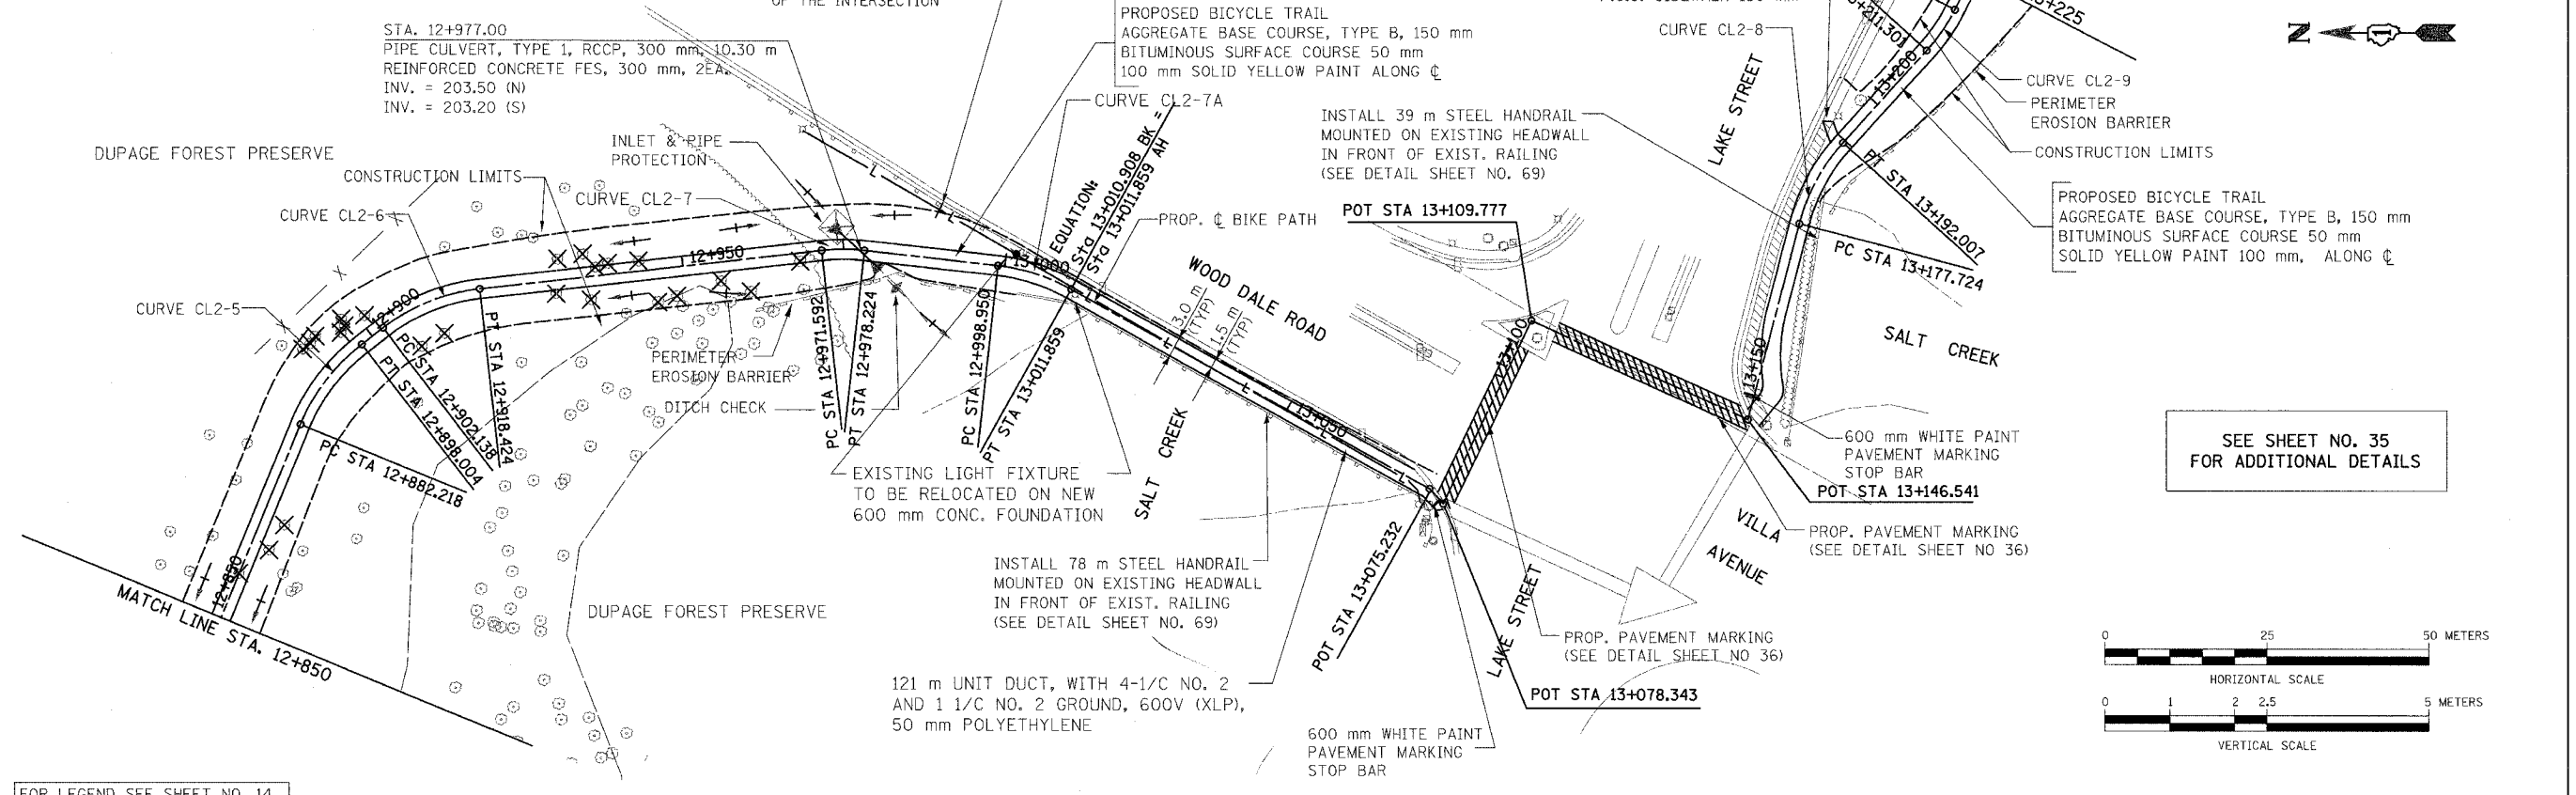 OF THE INTERSECTION
STA. 12+977.00
PIPE CULVERT, TYPE 1, RCCP, 300 mm, 10.30 m
REINFORCED CONCRETE FES, 300 mm, 2EA.
INV. = 203.50 (N)
INV. = 203.20 (S)
PROPOSED BICYCLE TRAIL
AGGREGATE BASE COURSE, TYPE B, 150 mm
BITUMINOUS SURFACE COURSE 50 mm
100 mm SOLID YELLOW PAINT ALONG ℄
CURVE CL2-7A
EQUATION:
Sta 13+010.908 BK =
Sta 13+011.859 AH
INLET & PIPE
PROTECTION
DUPAGE FOREST PRESERVE
CONSTRUCTION LIMITS
CURVE CL2-6
CURVE CL2-7
CURVE CL2-5
12+900
12+950
13+000
PROP. ℄ BIKE PATH
WOOD DALE ROAD
3.0 m
(TYP)
1.5 m
(TYP)
INSTALL 39 m STEEL HANDRAIL
MOUNTED ON EXISTING HEADWALL
IN FRONT OF EXIST. RAILING
(SEE DETAIL SHEET NO. 69)
POT STA 13+109.777
LAKE STREET
CURVE CL2-8
13+200
N
CURVE CL2-9
PERIMETER
EROSION BARRIER
CONSTRUCTION LIMITS
PT STA 13+192.007
PROPOSED BICYCLE TRAIL
AGGREGATE BASE COURSE, TYPE B, 150 mm
BITUMINOUS SURFACE COURSE 50 mm
SOLID YELLOW PAINT 100 mm, ALONG ℄
PC STA 13+177.724
SALT CREEK
PC STA 12+882.218
PT STA 12+898.004
PC STA 12+902.138
PT STA 12+918.424
PERIMETER
EROSION BARRIER
DITCH CHECK
PC STA 12+971.592
PT STA 12+978.224
PC STA 12+998.950
PT STA 13+011.859
EXISTING LIGHT FIXTURE
TO BE RELOCATED ON NEW
600 mm CONC. FOUNDATION
SALT CREEK
13+050
13+100
13+150
600 mm WHITE PAINT
PAVEMENT MARKING
STOP BAR
POT STA 13+146.541
SEE SHEET NO. 35
FOR ADDITIONAL DETAILS
VILLA
AVENUE
PROP. PAVEMENT MARKING
(SEE DETAIL SHEET NO 36)
12+850
MATCH LINE STA. 12+850
DUPAGE FOREST PRESERVE
INSTALL 78 m STEEL HANDRAIL
MOUNTED ON EXISTING HEADWALL
IN FRONT OF EXIST. RAILING
(SEE DETAIL SHEET NO. 69)
POT STA 13+075.232
LAKE STREET
PROP. PAVEMENT MARKING
(SEE DETAIL SHEET NO 36)
POT STA 13+078.343
121 m UNIT DUCT, WITH 4-1/C NO. 2
AND 1 1/C NO. 2 GROUND, 600V (XLP),
50 mm POLYETHYLENE
600 mm WHITE PAINT
PAVEMENT MARKING
STOP BAR
0 25 50 METERS
HORIZONTAL SCALE
0 1 2 2.5 5 METERS
VERTICAL SCALE
FOR LEGEND SEE SHEET NO. 14